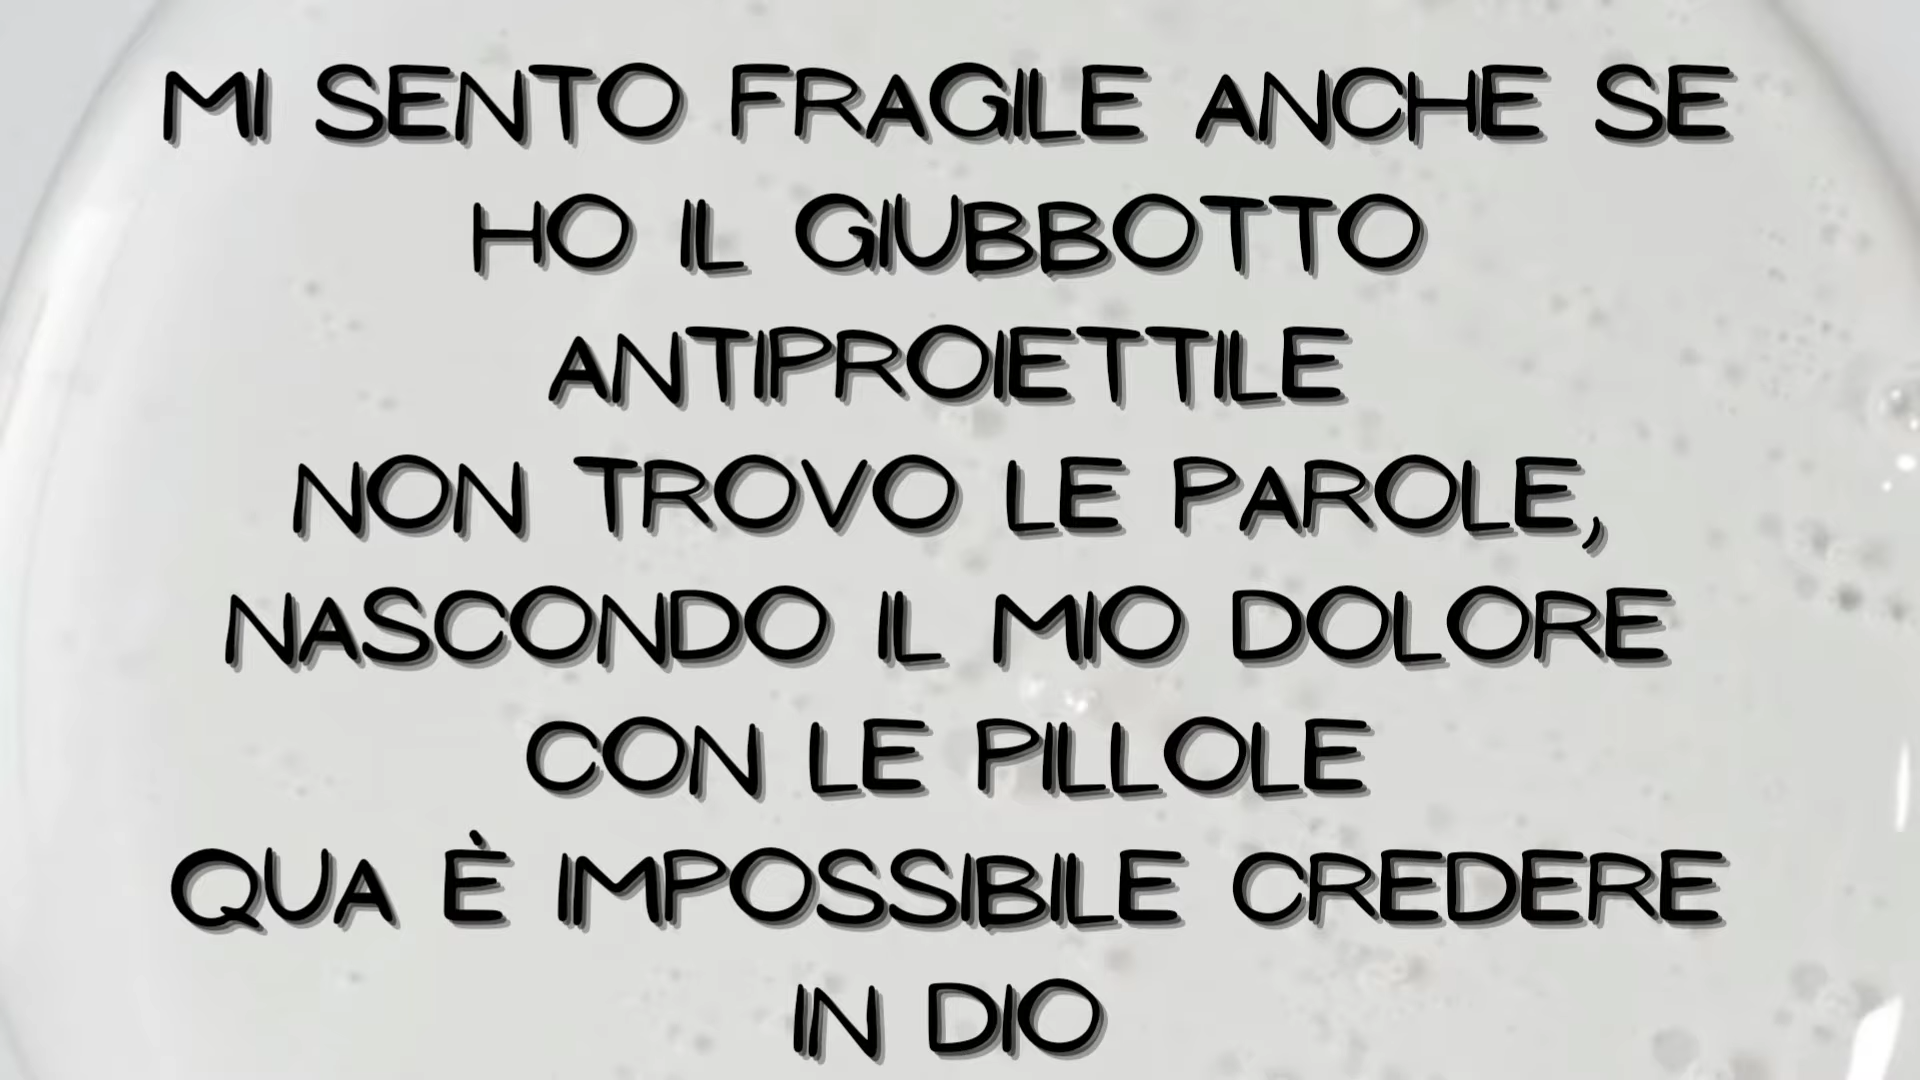 MI SENTO FRAGILE ANCHE SE
HO IL GIUBBOTTO
ANTIPROIETTILE
NON TROVO LE PAROLE,
NASCONDO IL MIO DOLORE
CON LE PILLOLE
QUA È IMPOSSIBILE CREDERE
IN DIO